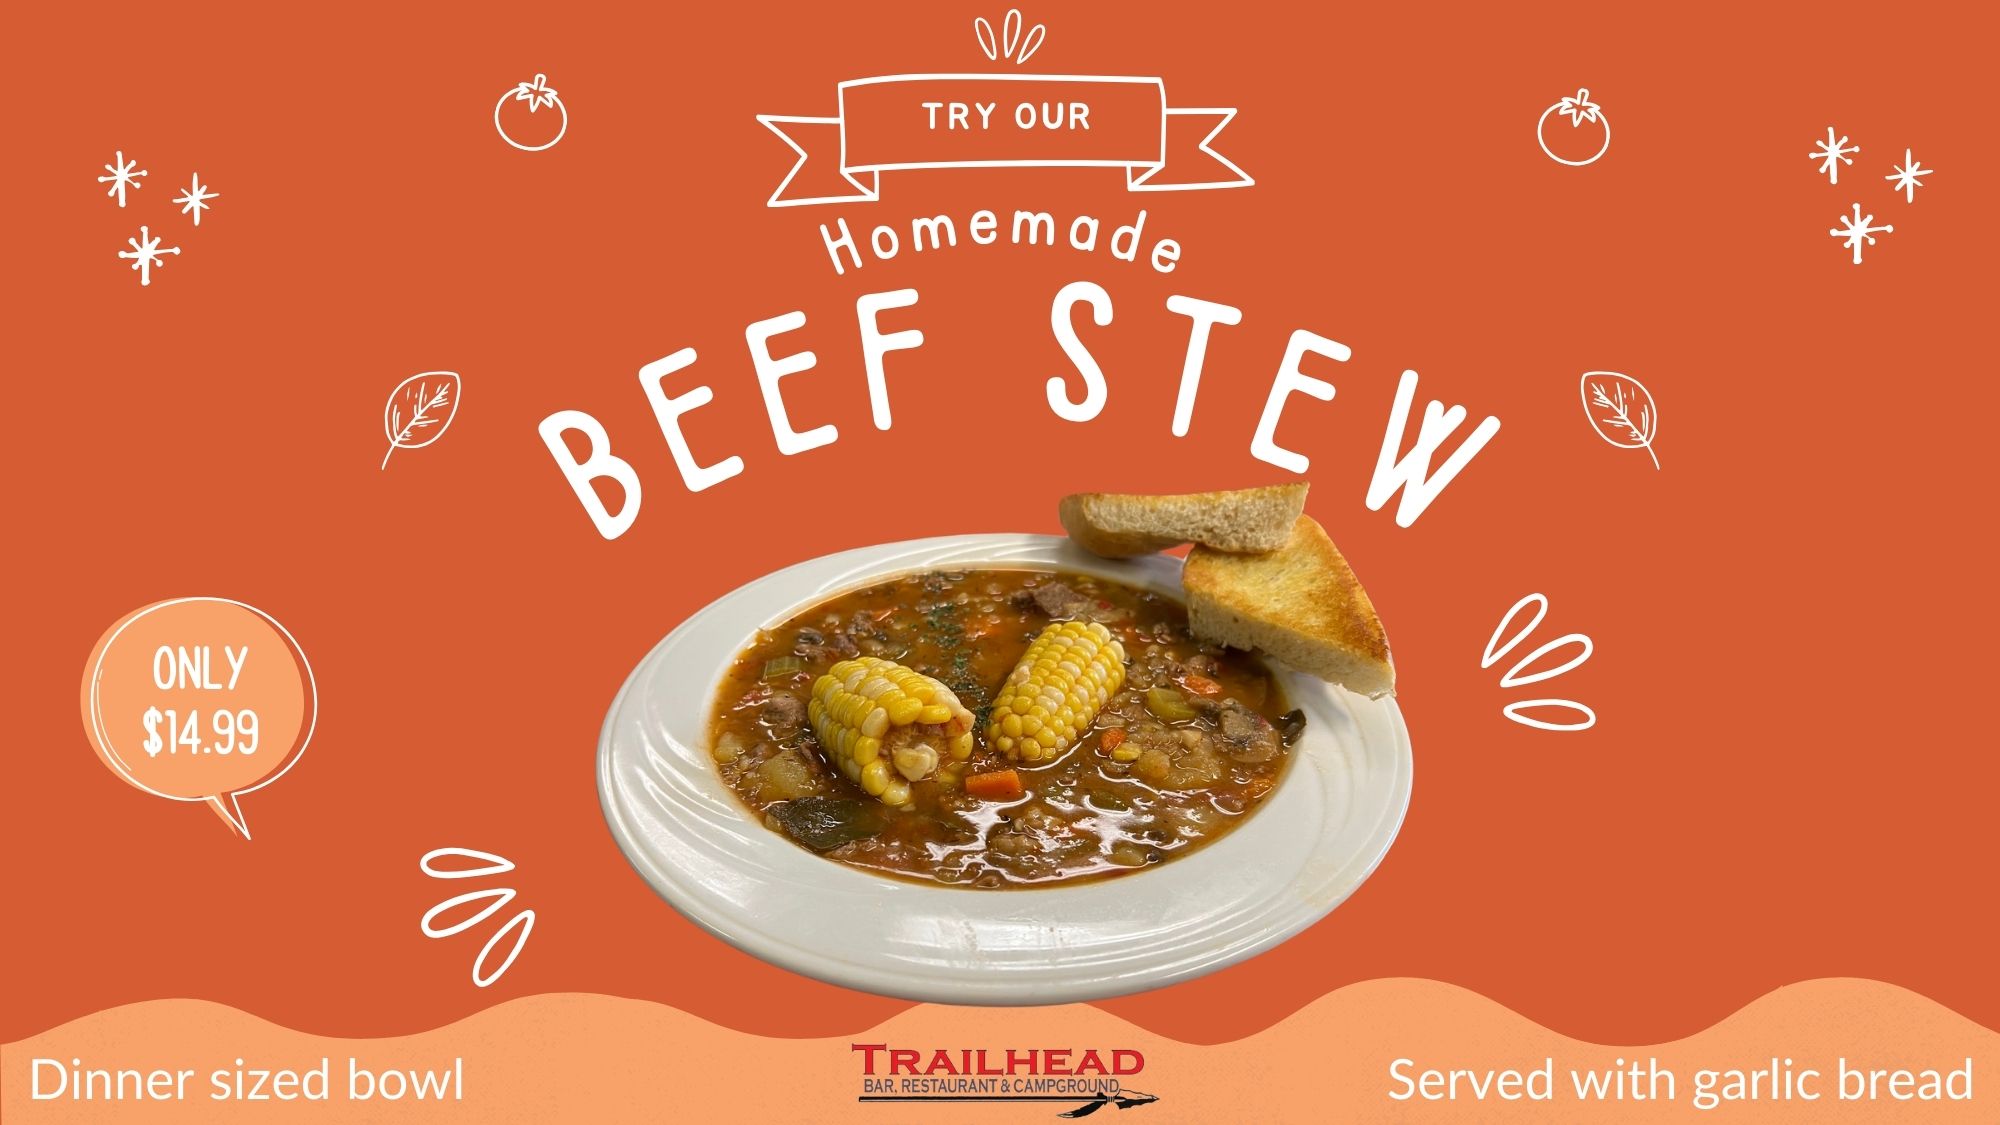 TRY OUR
Homemade
BEEF STEW
ONLY
$14.99
Dinner sized bowl
TRAILHEAD
BAR, RESTAURANT & CAMPGROUND
Served with garlic bread